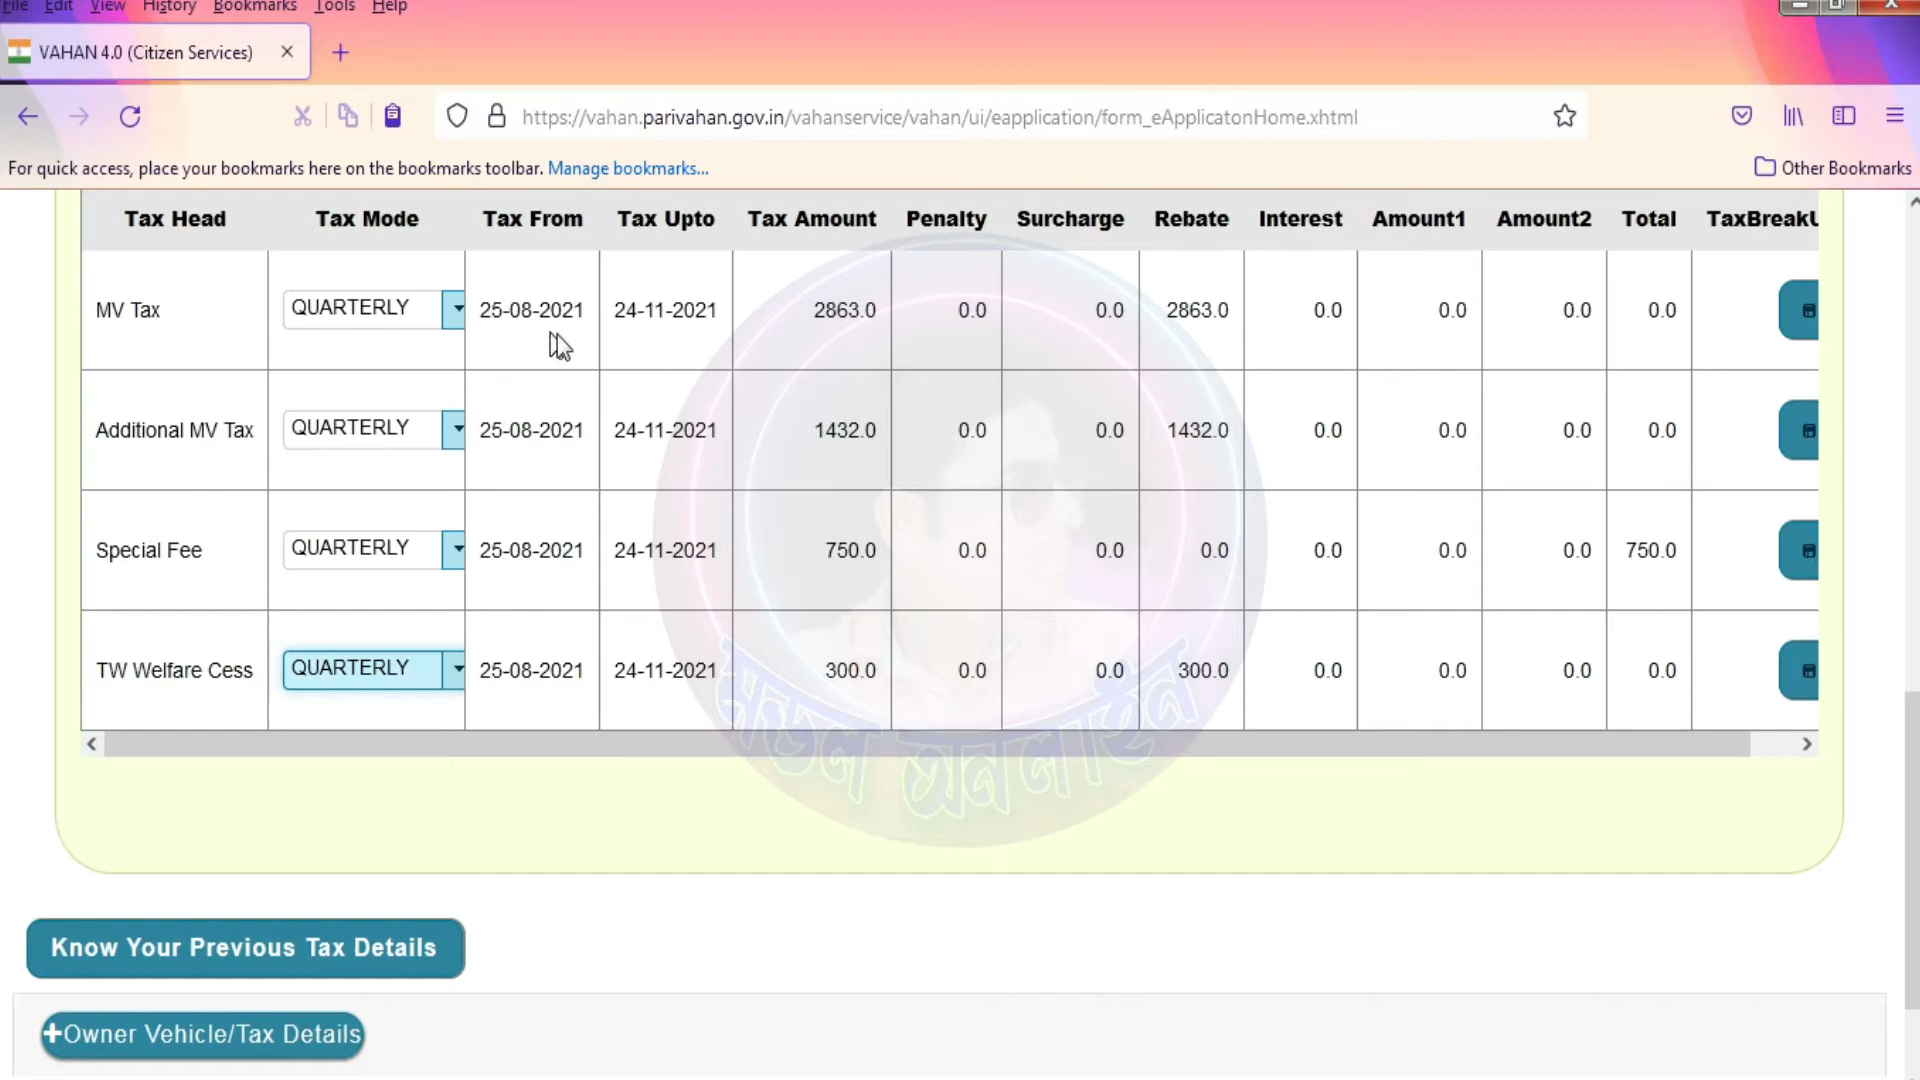 File Edit View History Bookmarks Tools Help
VAHAN 4.0 (Citizen Services)
https://vahan.parivahan.gov.in/vahanservice/vahan/ui/eapplication/form_eApplicatonHome.xhtml
For quick access, place your bookmarks here on the bookmarks toolbar. Manage bookmarks... Other Bookmarks
Tax Head Tax Mode Tax From Tax Upto Tax Amount Penalty Surcharge Rebate Interest Amount1 Amount2 Total TaxBreakU
MV Tax QUARTERLY 25-08-2021 24-11-2021 2863.0 0.0 0.0 2863.0 0.0 0.0 0.0 0.0
Additional MV Tax QUARTERLY 25-08-2021 24-11-2021 1432.0 0.0 0.0 1432.0 0.0 0.0 0.0 0.0
Special Fee QUARTERLY 25-08-2021 24-11-2021 750.0 0.0 0.0 0.0 0.0 0.0 0.0 750.0
TW Welfare Cess QUARTERLY 25-08-2021 24-11-2021 300.0 0.0 0.0 300.0 0.0 0.0 0.0 0.0
মণ্ডল অনলাইন
Know Your Previous Tax Details
+Owner Vehicle/Tax Details